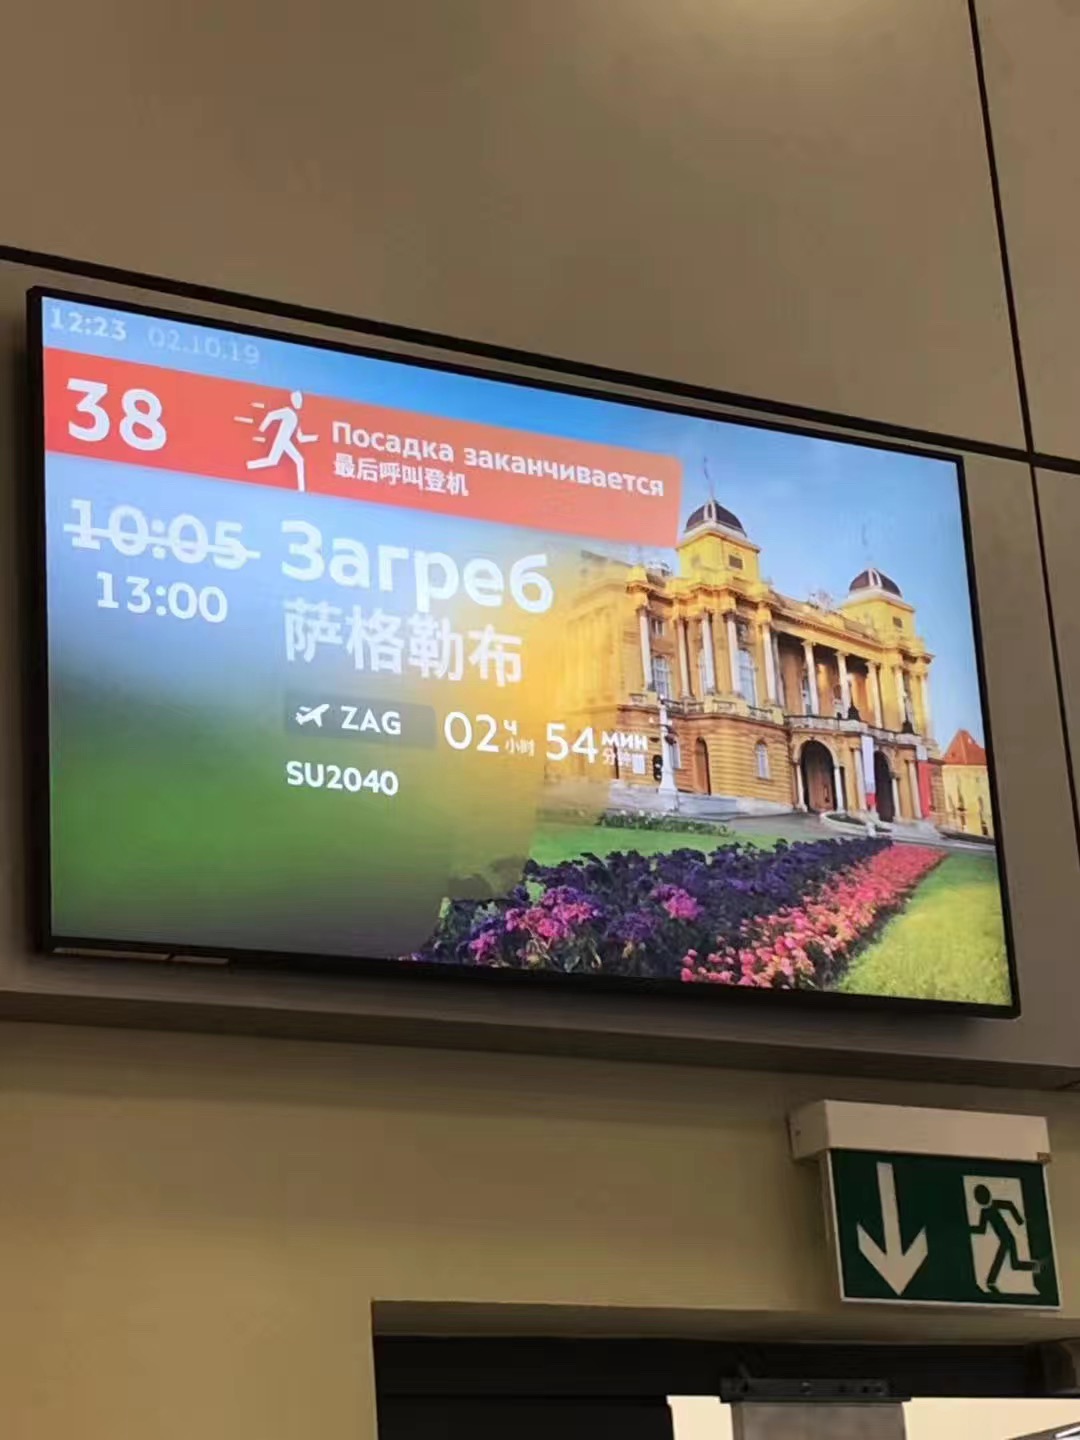 12:23 02.10.19
38
Посадка заканчивается
最后呼叫登机
10:05
13:00
Загреб
萨格勒布
ZAG
02 ч 小时 54 мин 分钟
SU2040